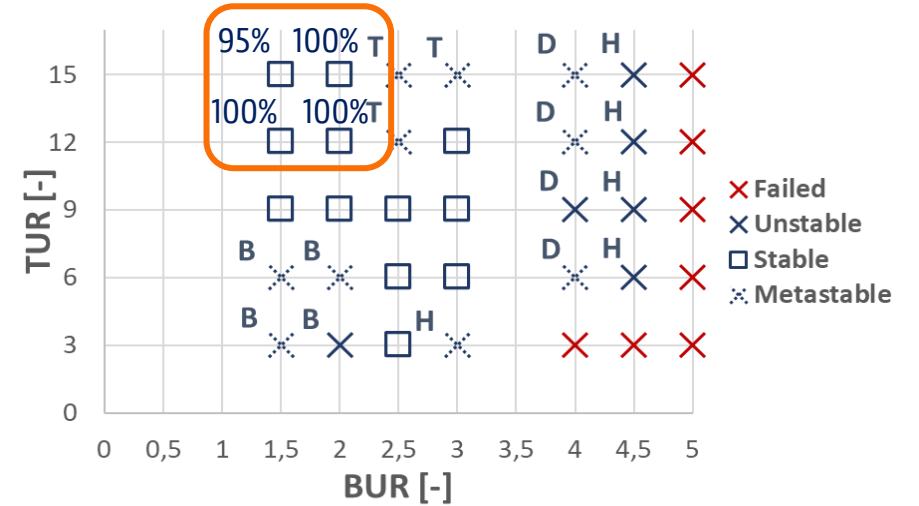 95% 100% T T D H
15
100% 100% T D H
12
D H
9
B B D H
6
B B H
3
0
0 0,5 1 1,5 2 2,5 3 3,5 4 4,5 5
TUR [-]
BUR [-]
Failed
Unstable
Stable
Metastable